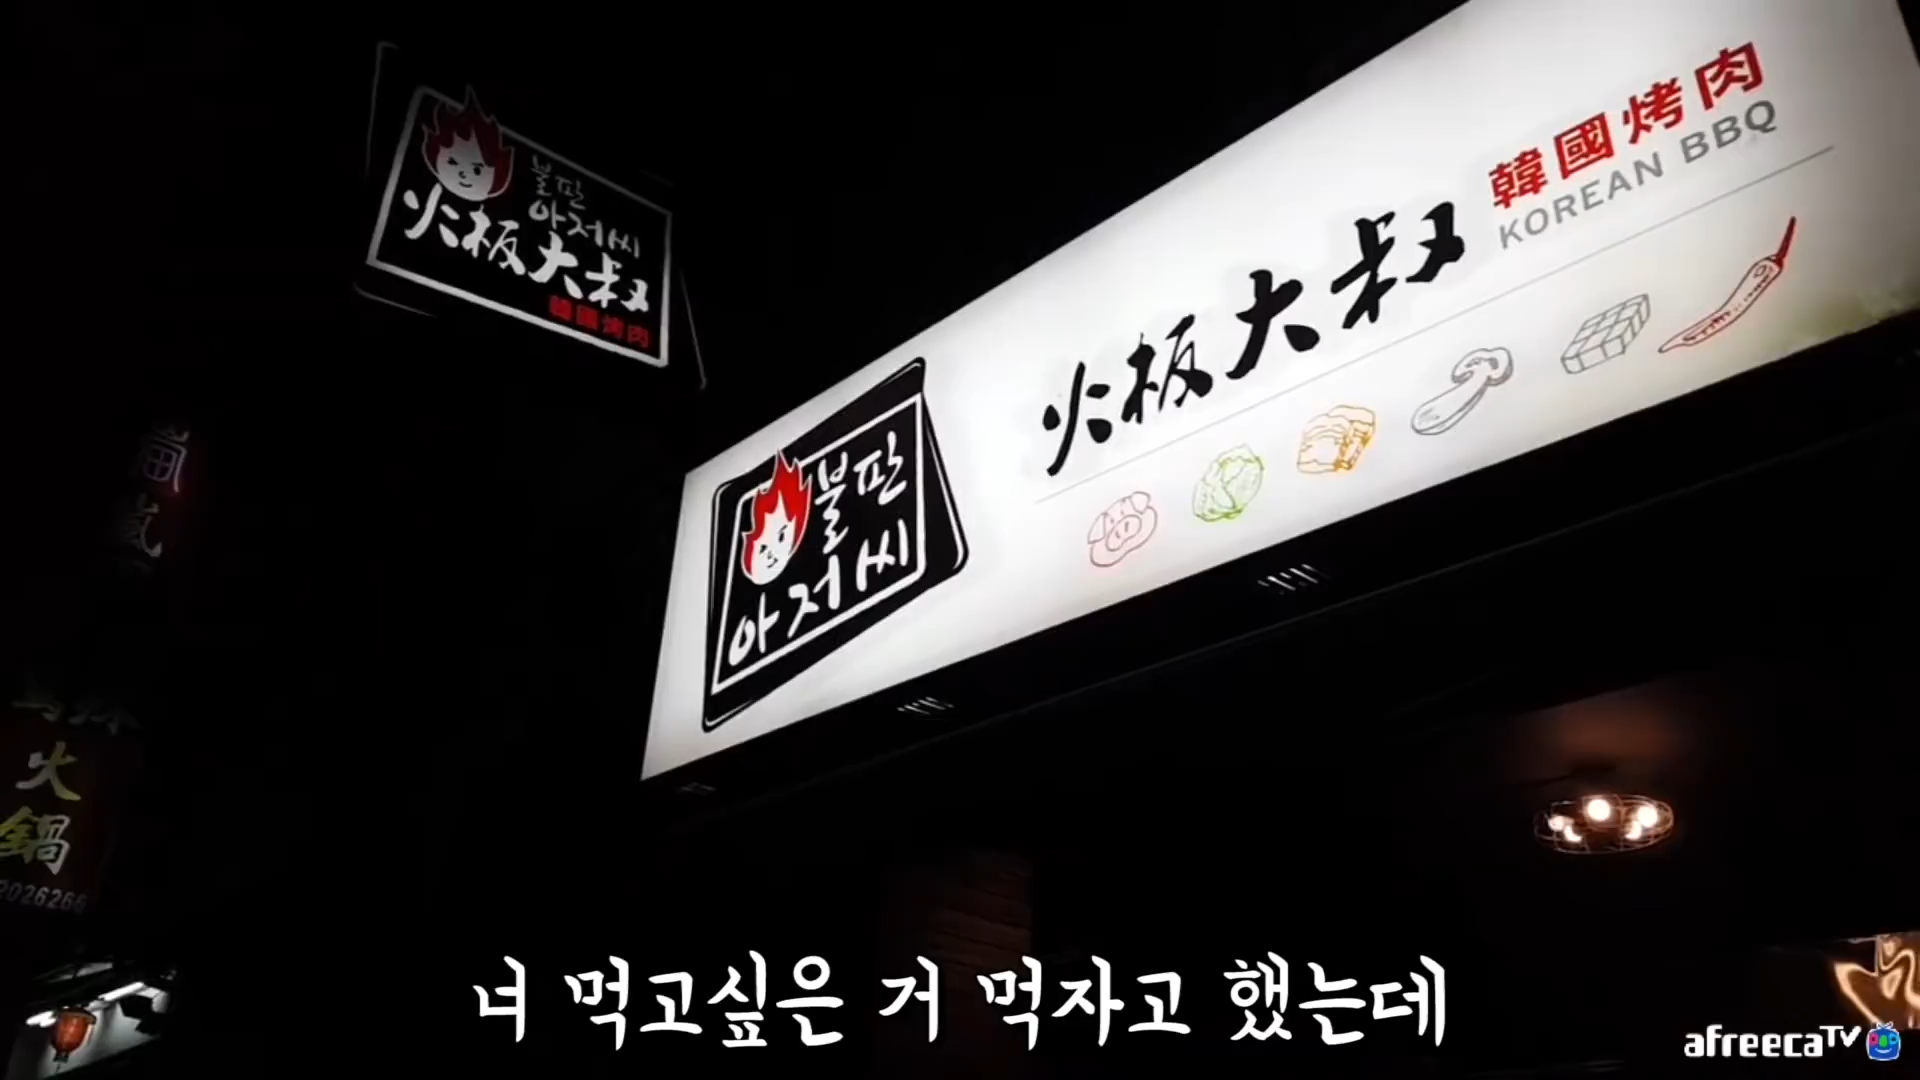 불판
아저씨
火板大叔
韓國烤肉
韓國烤肉
KOREAN BBQ
火板大叔
불판
아저씨
火
鍋
2026266
너 먹고싶은 거 먹자고 했는데
afreecaTV